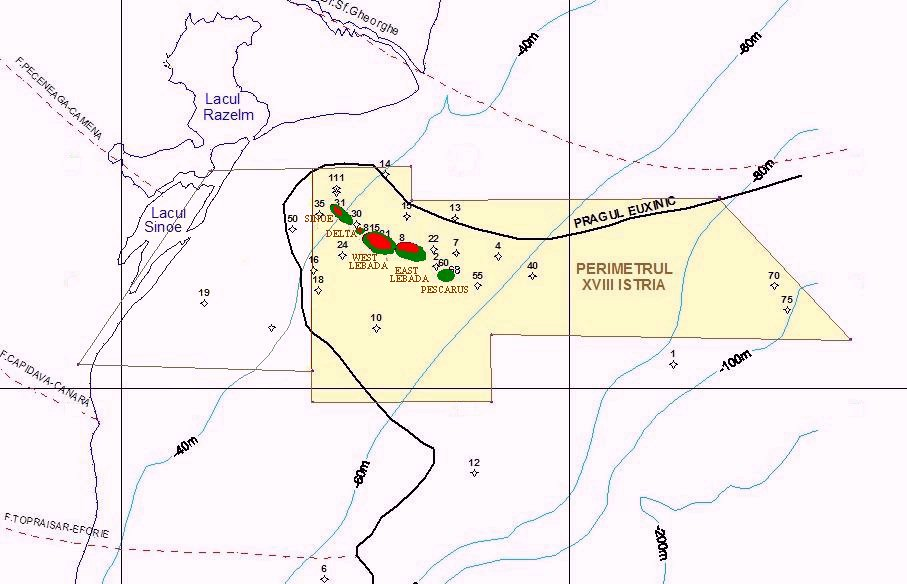 Sf.Gheorghe
-40m
-80m
F.PECENEAGA-CAMENA
Lacul
Razelm
14
-80m
111
35
31
30
15
13
PRAGUL EUXINIC
Lacul
Sinoe
50
SINOE
DELTA
815
81
8
22
7
4
24
WEST
LEBADA
2
60
68
16
EAST
LEBADA
55
40
PERIMETRUL
XVIII ISTRIA
70
18
PESCARUS
19
75
10
1
F.CAPIDAVA-CANARA
-100m
-40m
-60m
12
F.TOPRAISAR-EFORIE
-200m
6